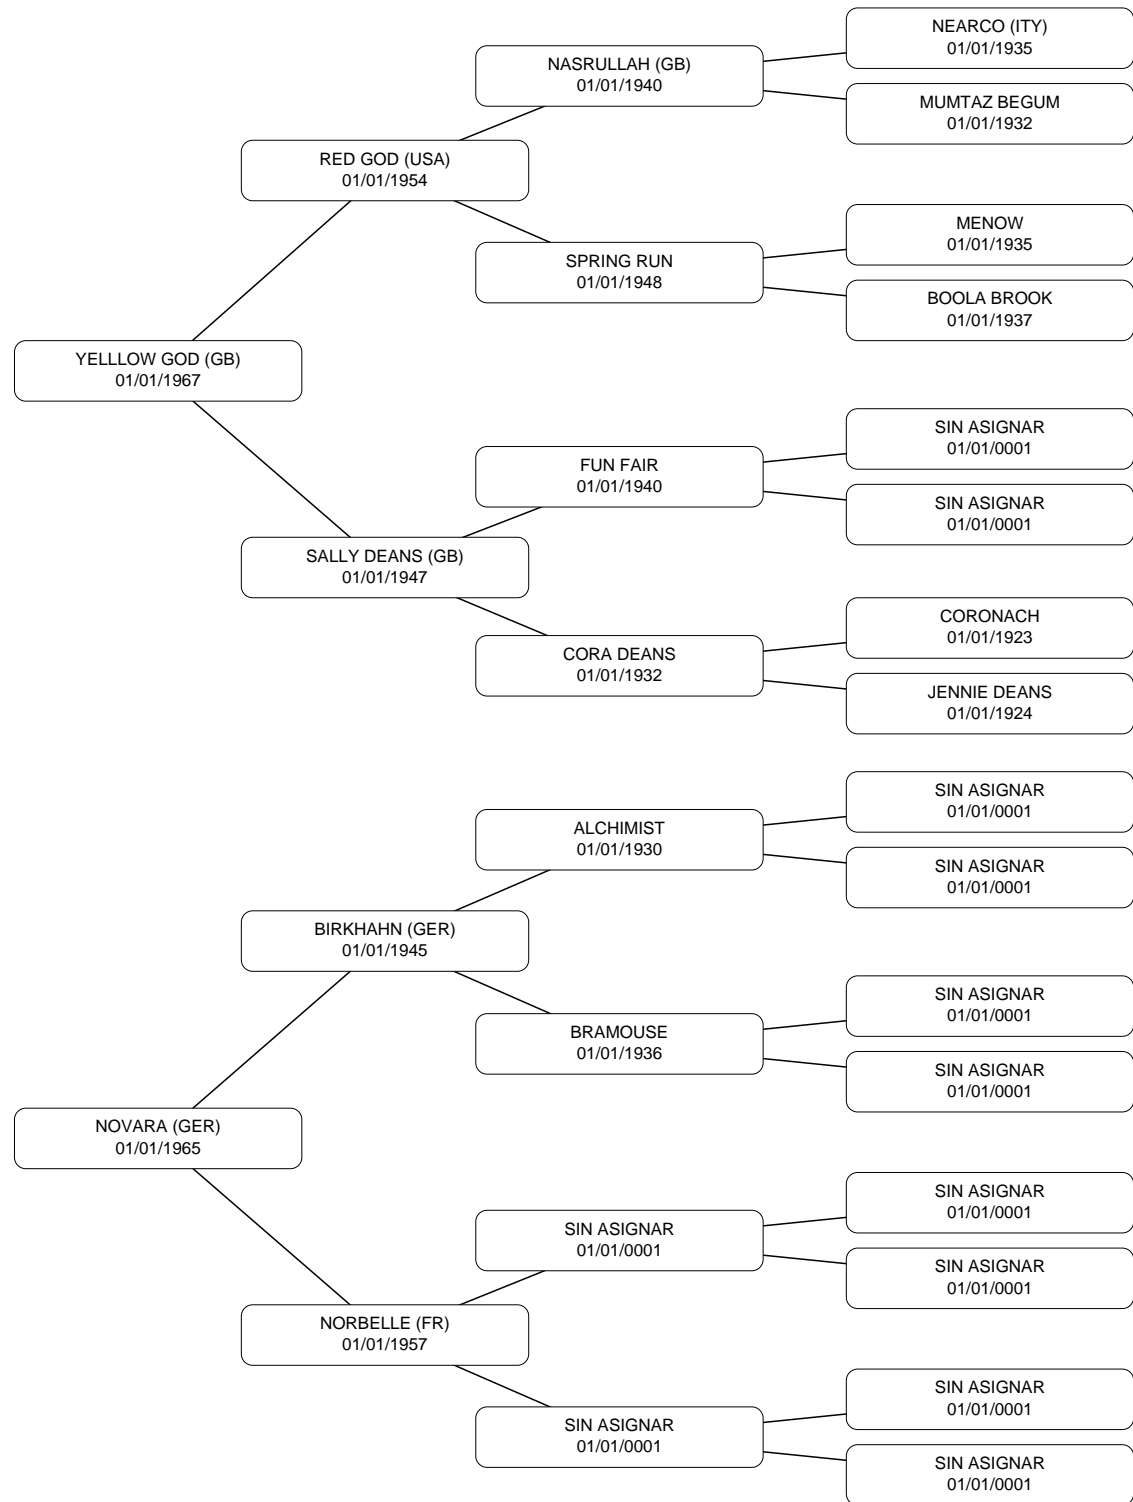 NEARCO (ITY)
01/01/1935
NASRULLAH (GB)
01/01/1940
MUMTAZ BEGUM
01/01/1932
RED GOD (USA)
01/01/1954
MENOW
01/01/1935
SPRING RUN
01/01/1948
BOOLA BROOK
01/01/1937
YELLLOW GOD (GB)
01/01/1967
SIN ASIGNAR
01/01/0001
FUN FAIR
01/01/1940
SIN ASIGNAR
01/01/0001
SALLY DEANS (GB)
01/01/1947
CORONACH
01/01/1923
CORA DEANS
01/01/1932
JENNIE DEANS
01/01/1924
SIN ASIGNAR
01/01/0001
ALCHIMIST
01/01/1930
SIN ASIGNAR
01/01/0001
BIRKHAHN (GER)
01/01/1945
SIN ASIGNAR
01/01/0001
BRAMOUSE
01/01/1936
SIN ASIGNAR
01/01/0001
NOVARA (GER)
01/01/1965
SIN ASIGNAR
01/01/0001
SIN ASIGNAR
01/01/0001
SIN ASIGNAR
01/01/0001
NORBELLE (FR)
01/01/1957
SIN ASIGNAR
01/01/0001
SIN ASIGNAR
01/01/0001
SIN ASIGNAR
01/01/0001